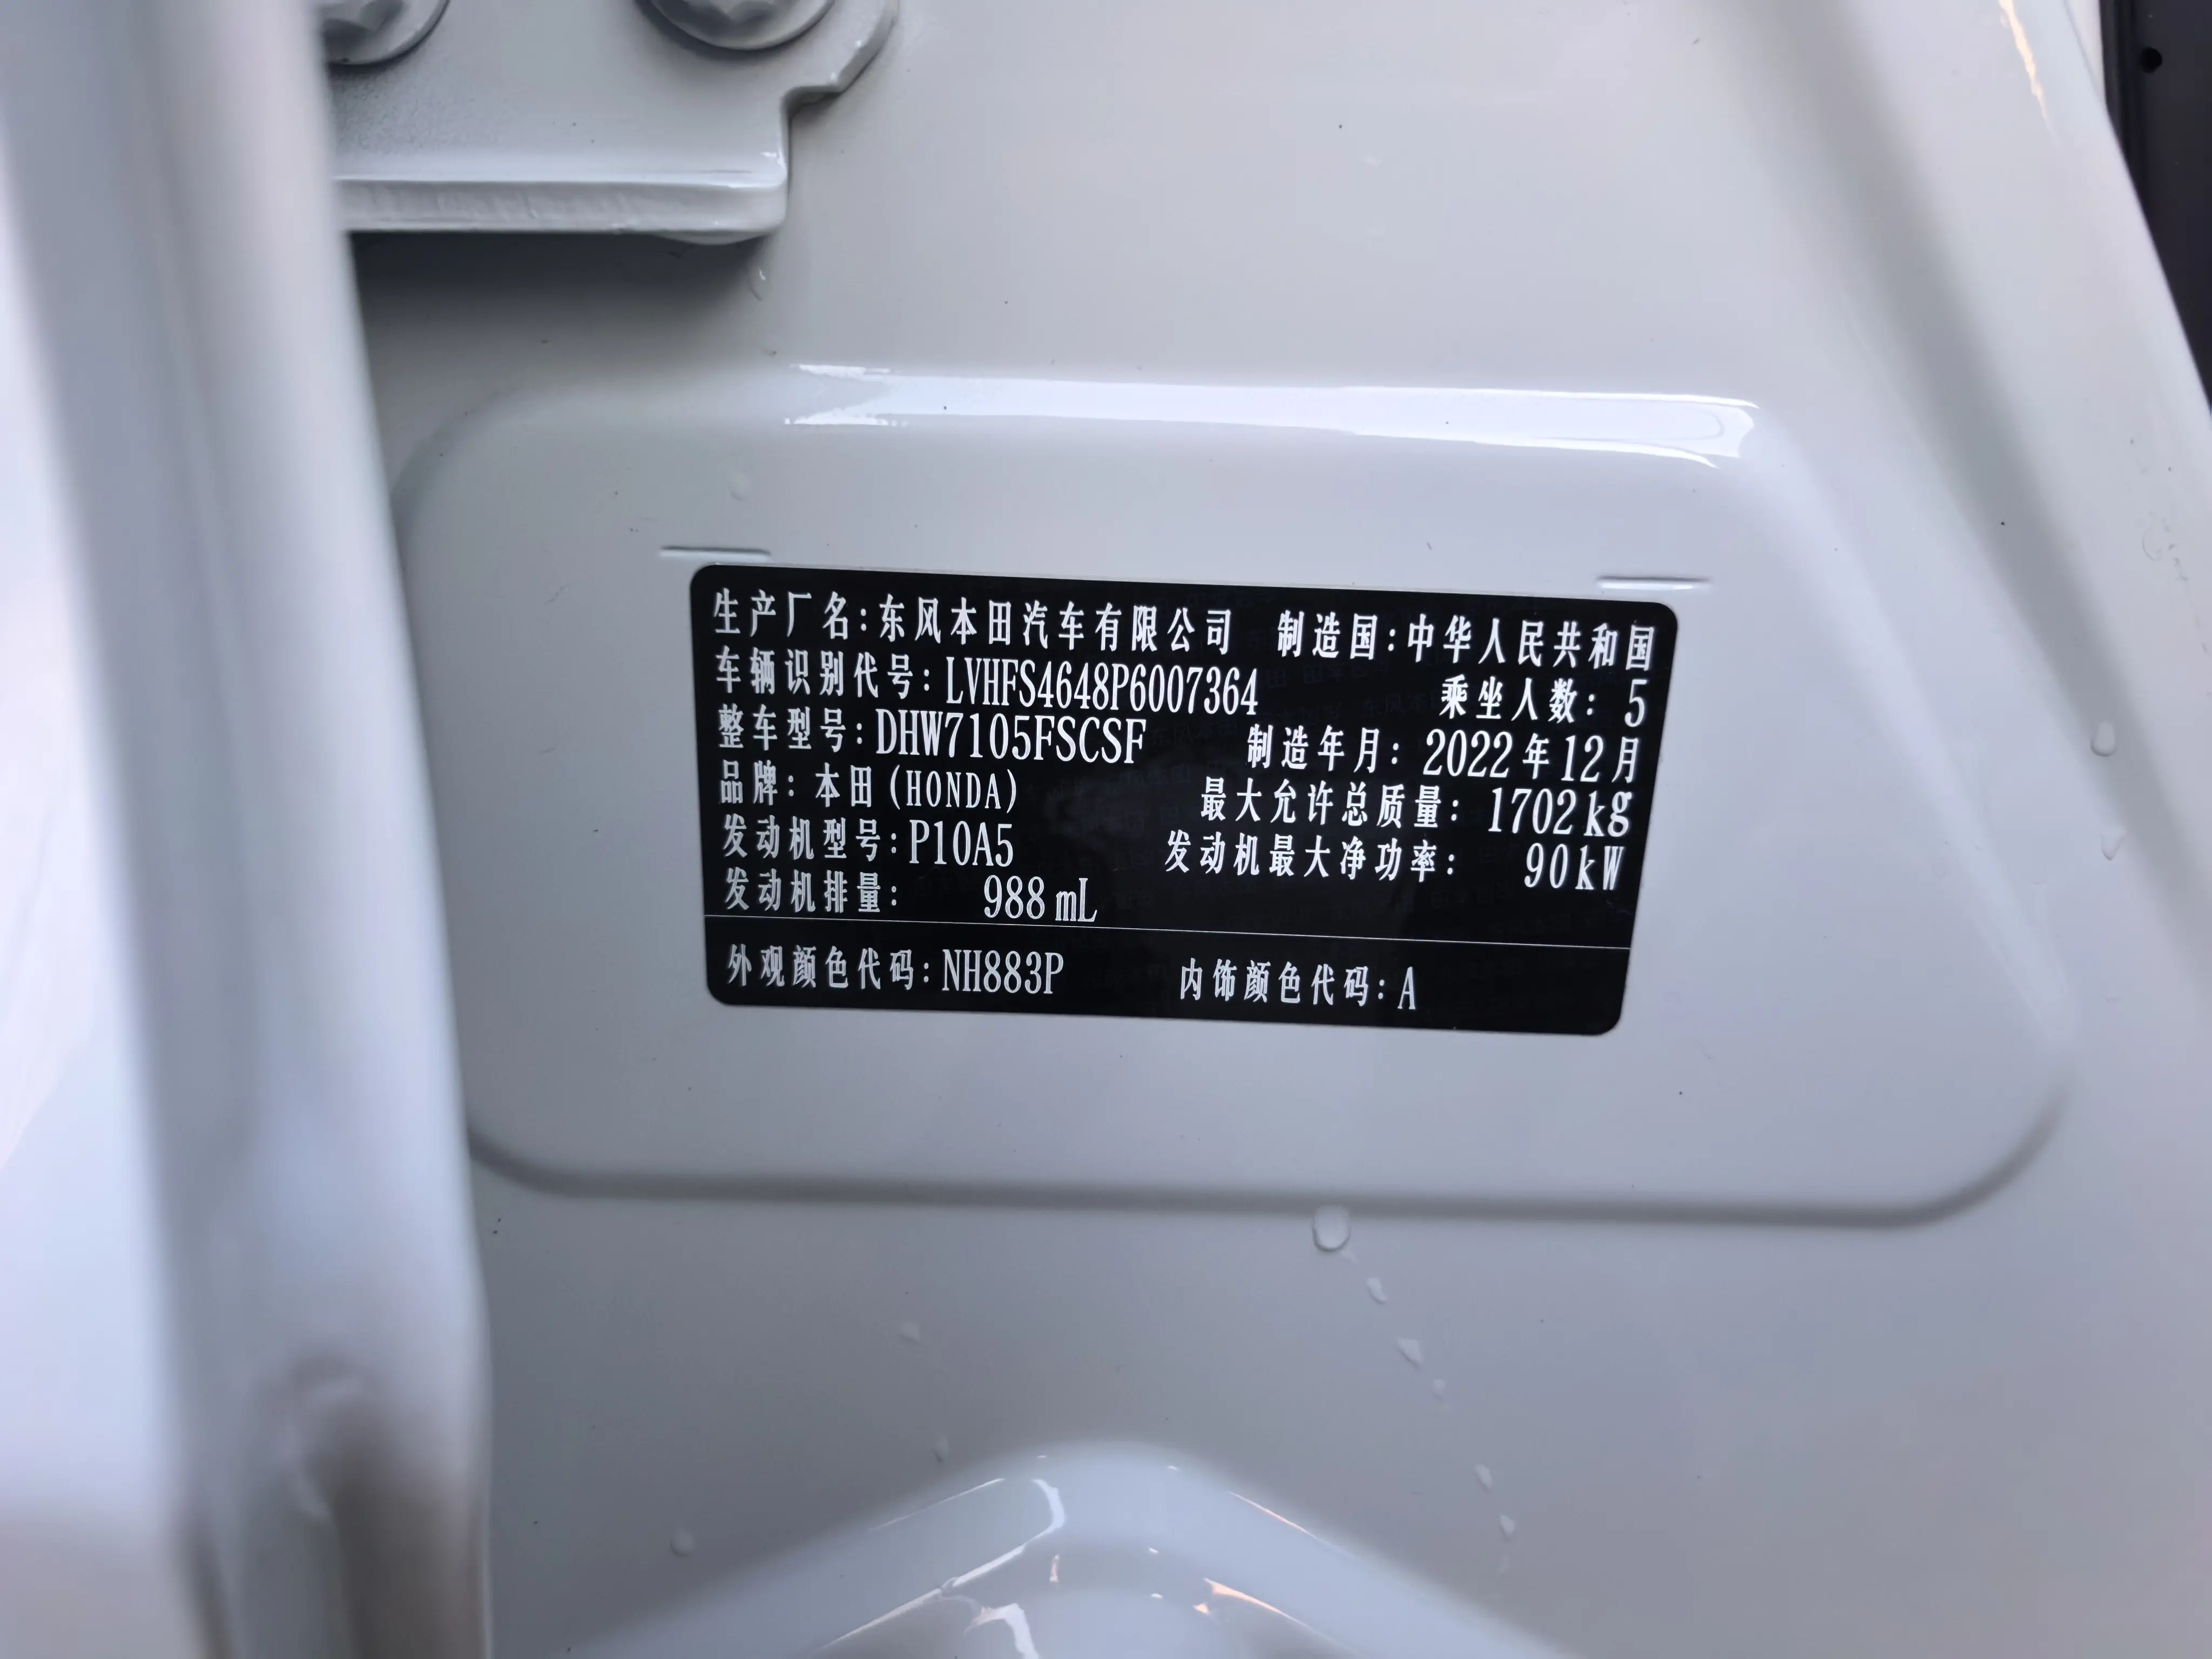 生产厂名:东风本田汽车有限公司 制造国:中华人民共和国
车辆识别代号:LVHFS4648P6007364 乘坐人数: 5
整车型号:DHW7105FSCSF 制造年月: 2022年12月
品牌: 本田(HONDA) 最大允许总质量: 1702kg
发动机型号:P10A5 发动机最大净功率: 90kW
发动机排量: 988 mL
外观颜色代码:NH883P 内饰颜色代码:A